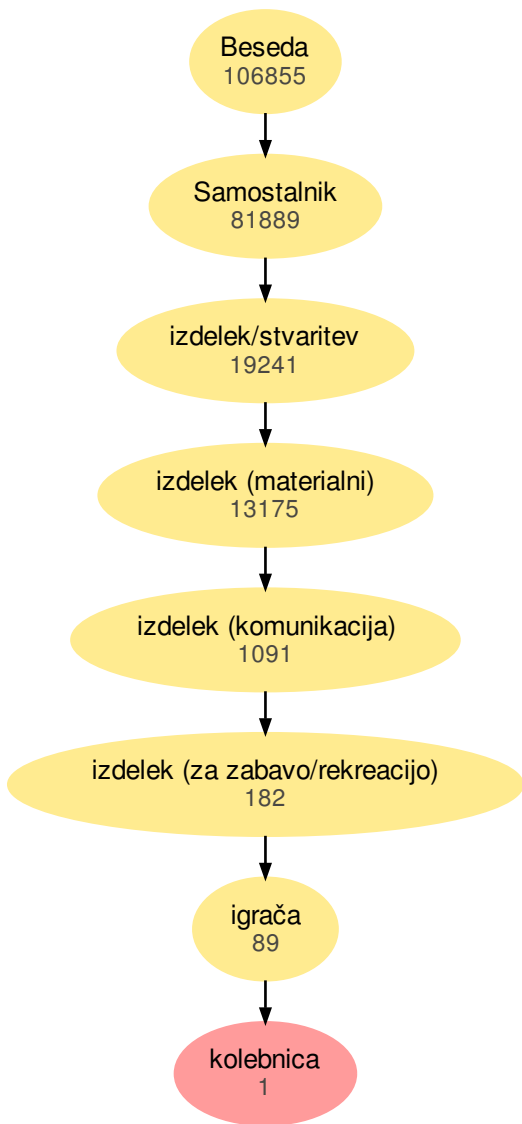 Beseda
106855
Samostalnik
81889
izdelek/stvaritev
19241
izdelek (materialni)
13175
izdelek (komunikacija)
1091
izdelek (za zabavo/rekreacijo)
182
igrača
89
kolebnica
1